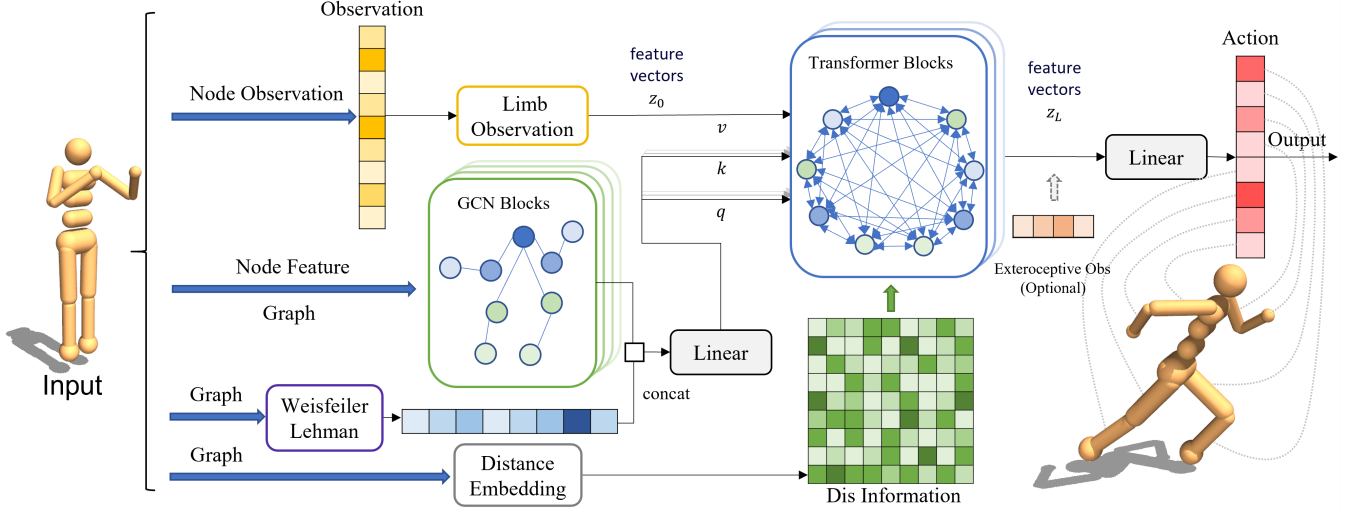 Observation
Node Observation
Limb
Observation
feature
vectors
z₀
v
k
q
Transformer Blocks
feature
vectors
z_L
Linear
Action
Output
GCN Blocks
Node Feature
Graph
Exteroceptive Obs
(Optional)
Linear
concat
Input
Graph
Weisfeiler
Lehman
Graph
Distance
Embedding
Dis Information